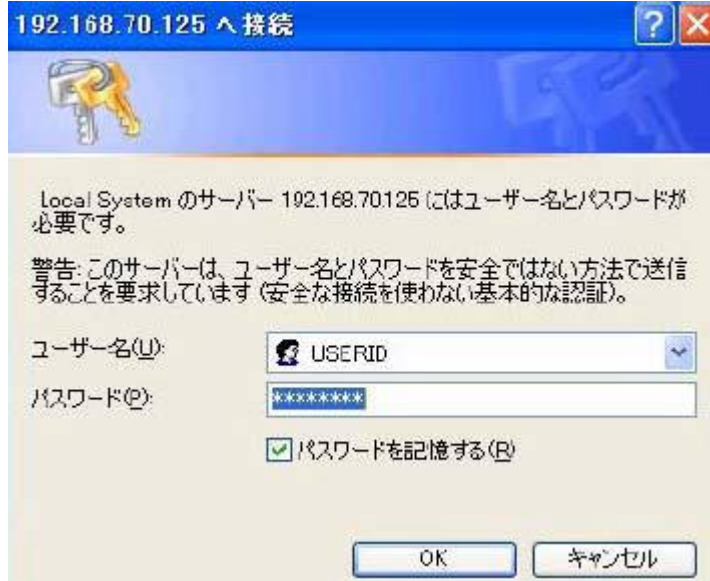 192.168.70.125 へ接続
Local System のサーバー 192.168.70.125 にはユーザー名とパスワードが
必要です。
警告: このサーバーは、ユーザー名とパスワードを安全ではない方法で送信
することを要求しています (安全な接続を使わない基本的な認証)。
ユーザー名(U):
USERID
パスワード(P):
********
パスワードを記憶する(R)
OK
キャンセル